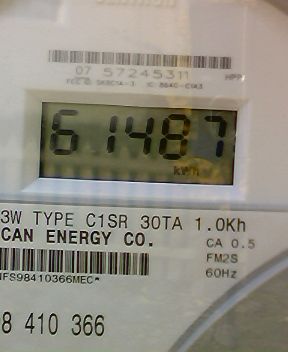 07 57245311
61487
kWh
3W TYPE C1SR 30TA 1.0Kh
CAN ENERGY CO.
CA 0.5
FM2S
60Hz
NFS98410366MEC*
8 410 366